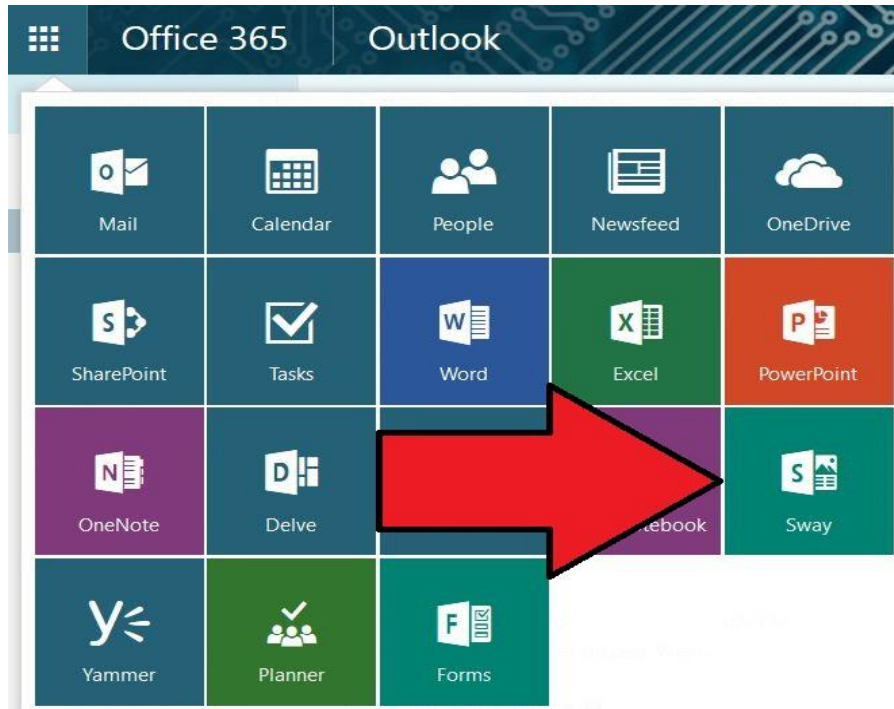 Office 365 Outlook
Mail Calendar People Newsfeed OneDrive
SharePoint Tasks Word Excel PowerPoint
OneNote Delve Sway
Yammer Planner Forms